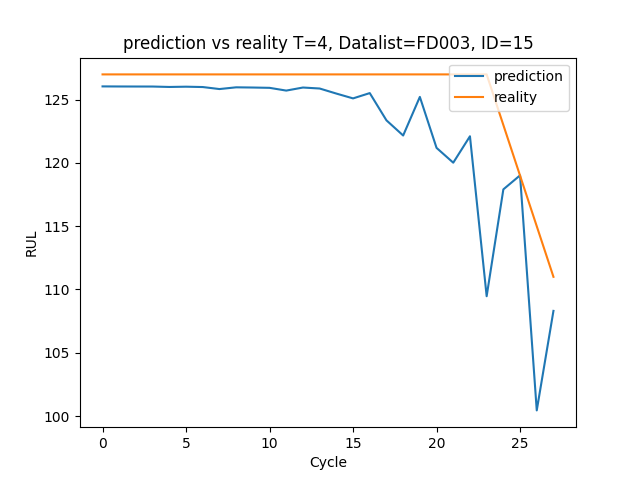 prediction vs reality T=4, Datalist=FD003, ID=15
prediction
reality
RUL
125
120
115
110
105
100
0 5 10 15 20 25
Cycle